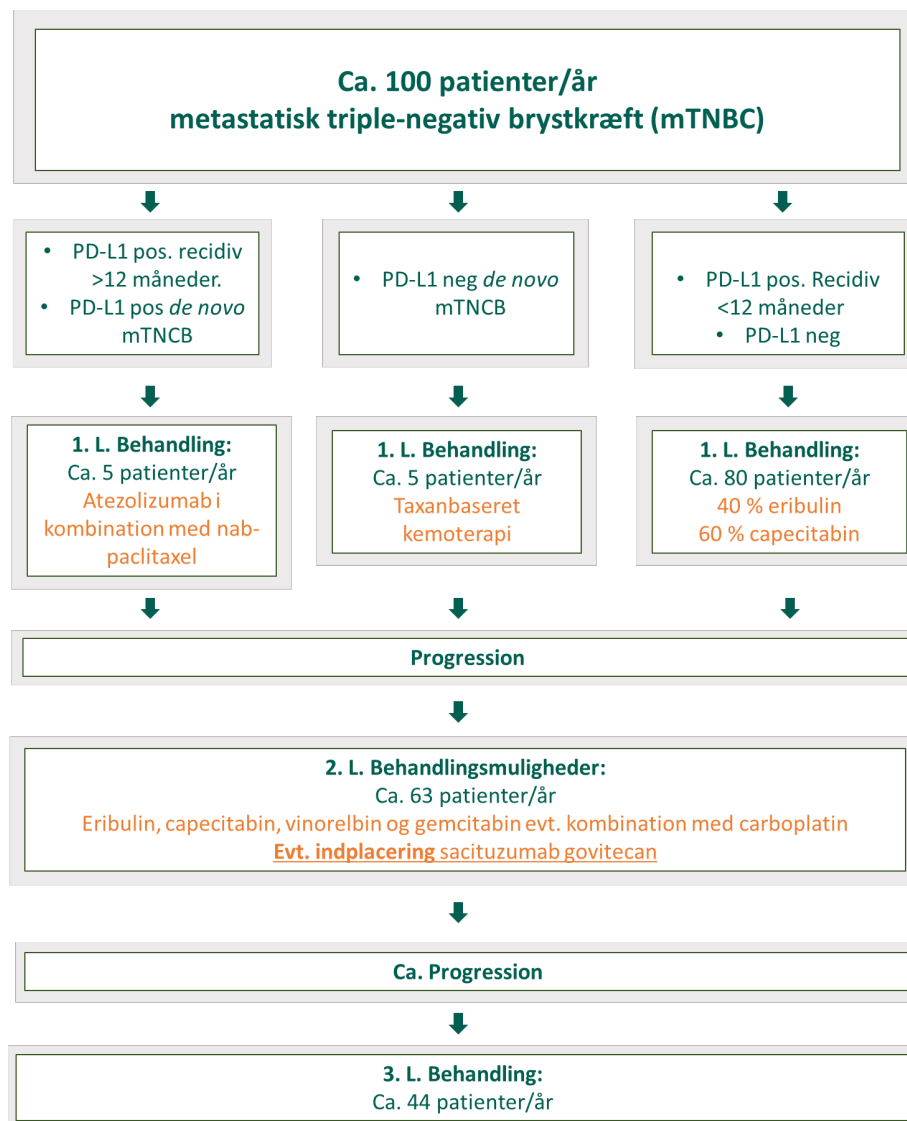 Ca. 100 patienter/år
metastatisk triple-negativ brystkræft (mTNBC)
• PD-L1 pos. recidiv
>12 måneder.
• PD-L1 pos de novo
mTNCB
• PD-L1 neg de novo
mTNCB
• PD-L1 pos. Recidiv
<12 måneder
• PD-L1 neg
1. L. Behandling:
Ca. 5 patienter/år
Atezolizumab i
kombination med nab-
paclitaxel
1. L. Behandling:
Ca. 5 patienter/år
Taxanbaseret
kemoterapi
1. L. Behandling:
Ca. 80 patienter/år
40 % eribulin
60 % capecitabin
Progression
2. L. Behandlingsmuligheder:
Ca. 63 patienter/år
Eribulin, capecitabin, vinorelbin og gemcitabin evt. kombination med carboplatin
Evt. indplacering sacituzumab govitecan
Ca. Progression
3. L. Behandling:
Ca. 44 patienter/år